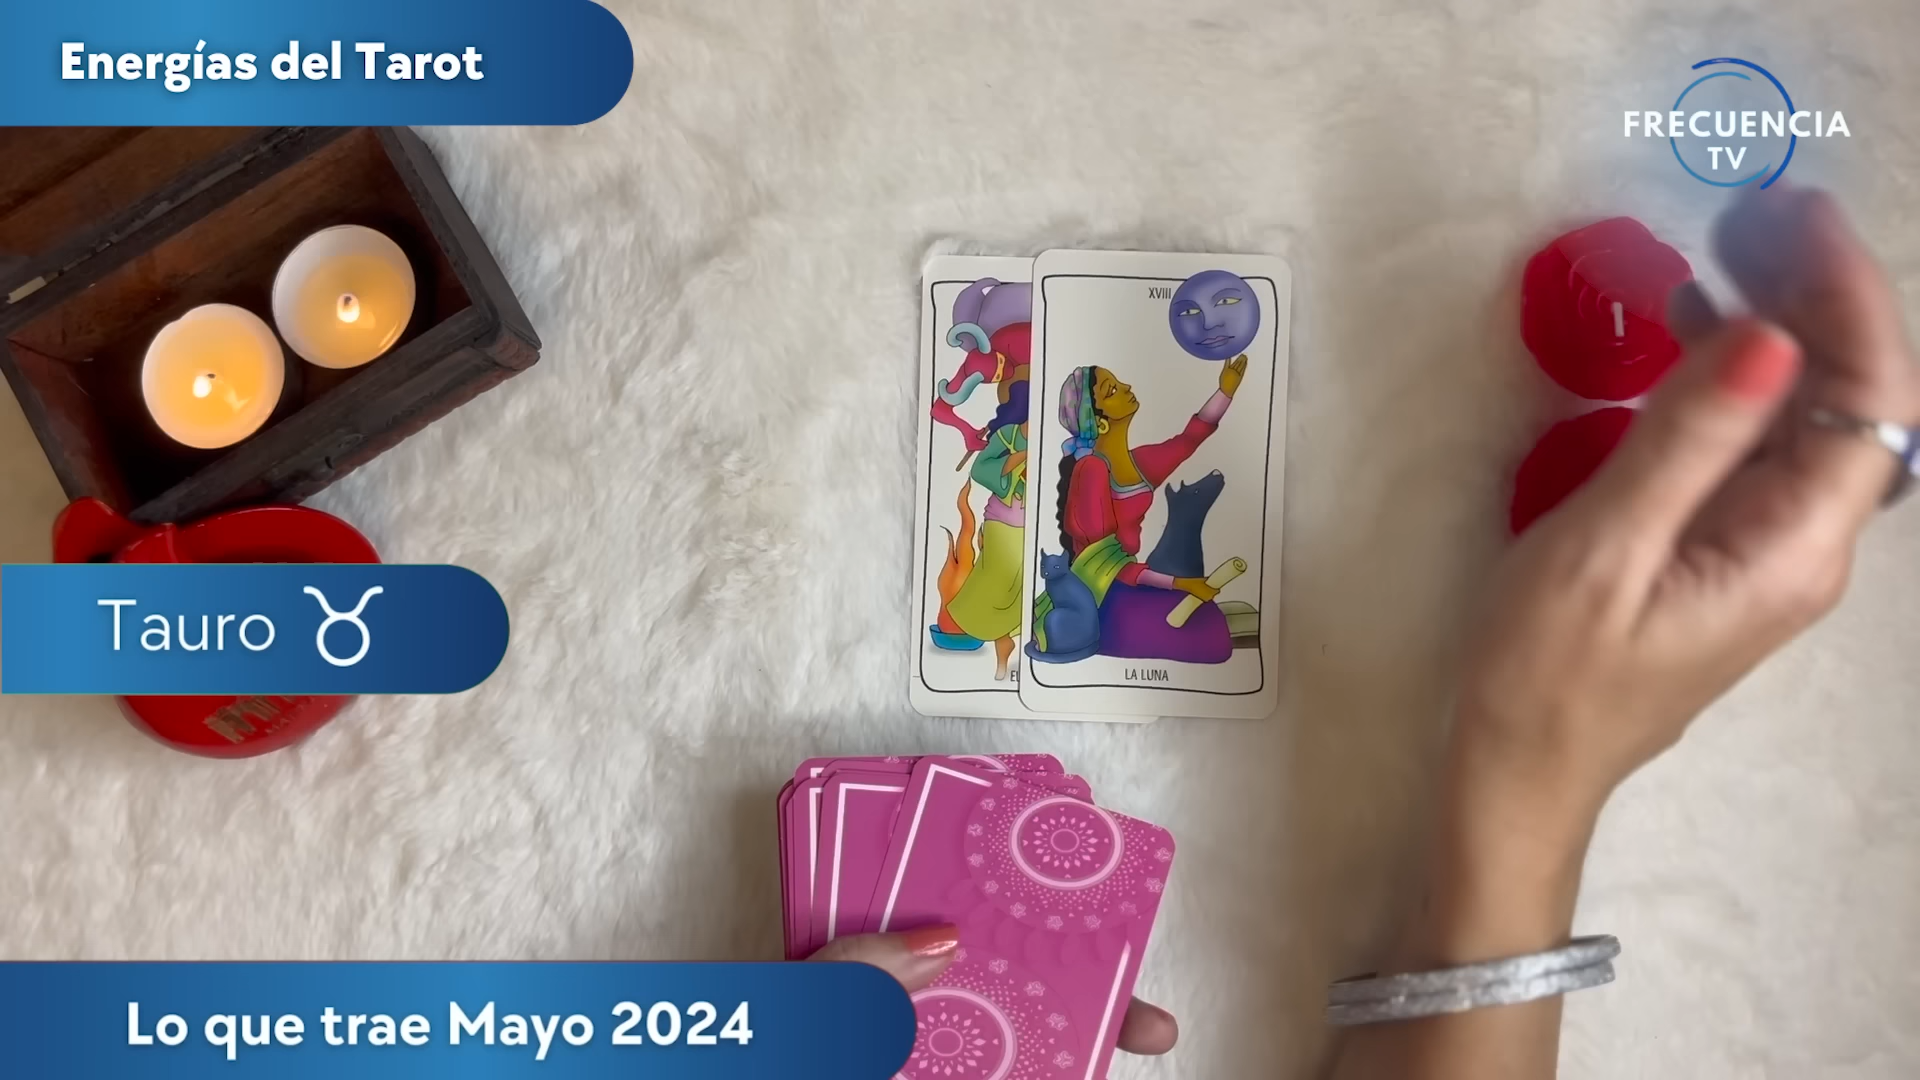 Energías del Tarot
FRECUENCIA
TV
XVIII
LA LUNA
Tauro ♉
Lo que trae Mayo 2024